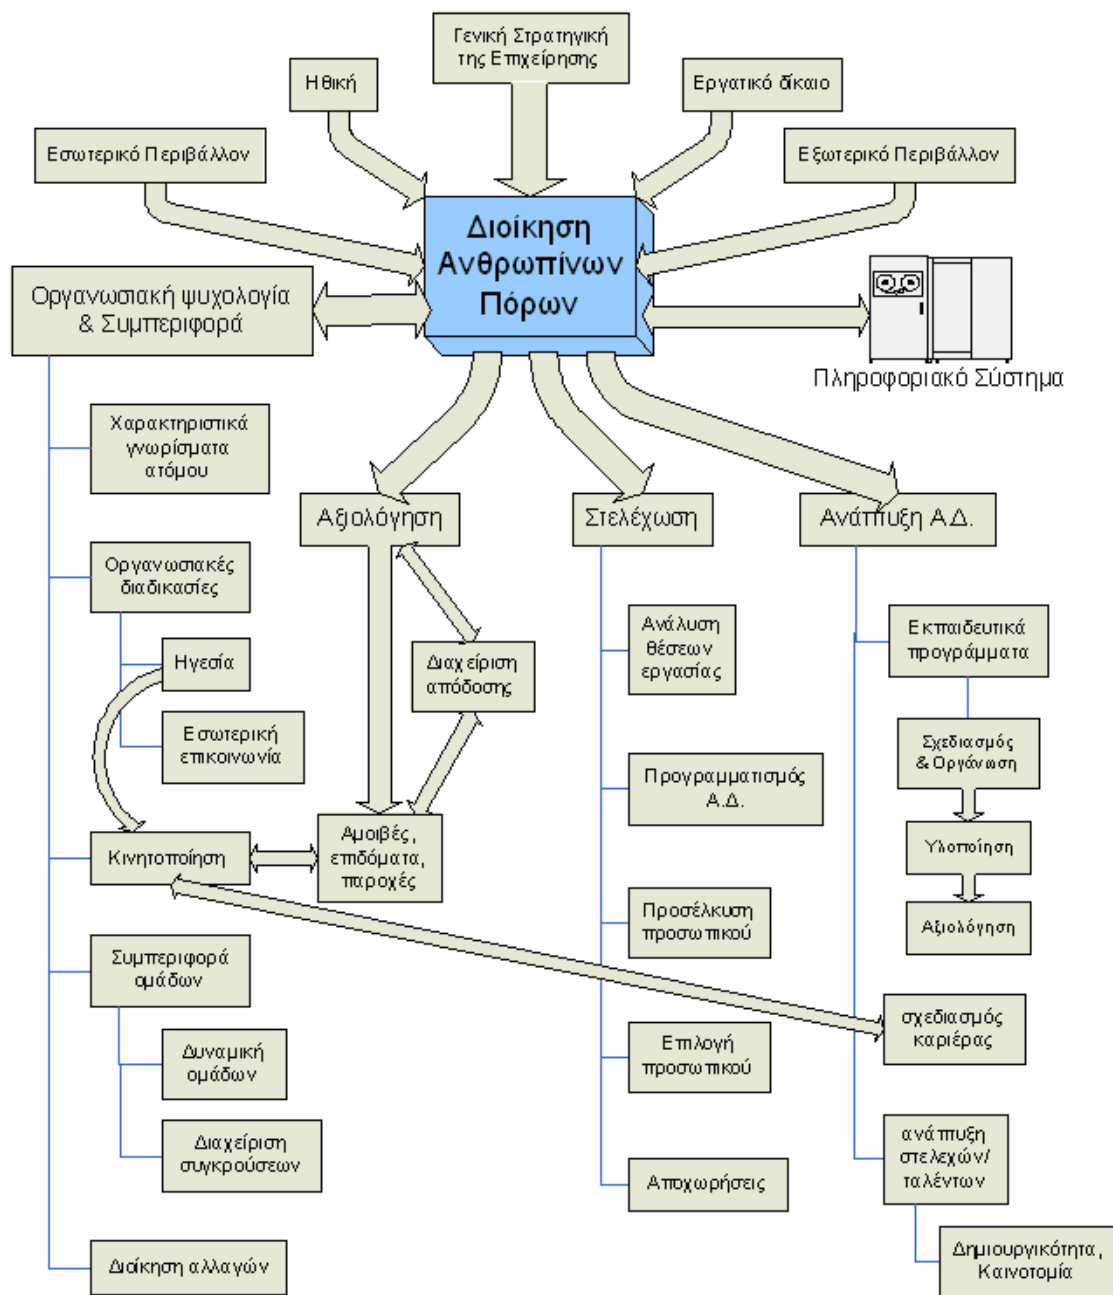 Γενική Στρατηγική
της Επιχείρησης
Ηθική
Εργατικό δίκαιο
Εσωτερικό Περιβάλλον
Εξωτερικό Περιβάλλον
Διοίκηση
Ανθρωπίνων
Πόρων
Οργανωσιακή ψυχολογία
& Συμπεριφορά
Πληροφοριακό Σύστημα
Χαρακτηριστικά
γνωρίσματα
ατόμου
Αξιολόγηση
Στελέχωση
Ανάπτυξη Α.Δ.
Οργανωσιακές
διαδικασίες
Ηγεσία
Εσωτερική
επικοινωνία
Διαχείριση
απόδοσης
Ανάλυση
θέσεων
εργασίας
Εκπαιδευτικά
προγράμματα
Σχεδιασμός
& Οργάνωση
Προγραμματισμός
Α.Δ.
Κινητοποίηση
Αμοιβές,
επιδόματα,
παροχές
Υλοποίηση
Προσέλκυση
προσωπικού
Αξιολόγηση
Συμπεριφορά
ομάδων
Δυναμική
ομάδων
Επιλογή
προσωπικού
σχεδιασμός
καριέρας
Διαχείριση
συγκρούσεων
Αποχωρήσεις
ανάπτυξη
στελεχών/
ταλέντων
Διοίκηση αλλαγών
Δημιουργικότητα,
Καινοτομία